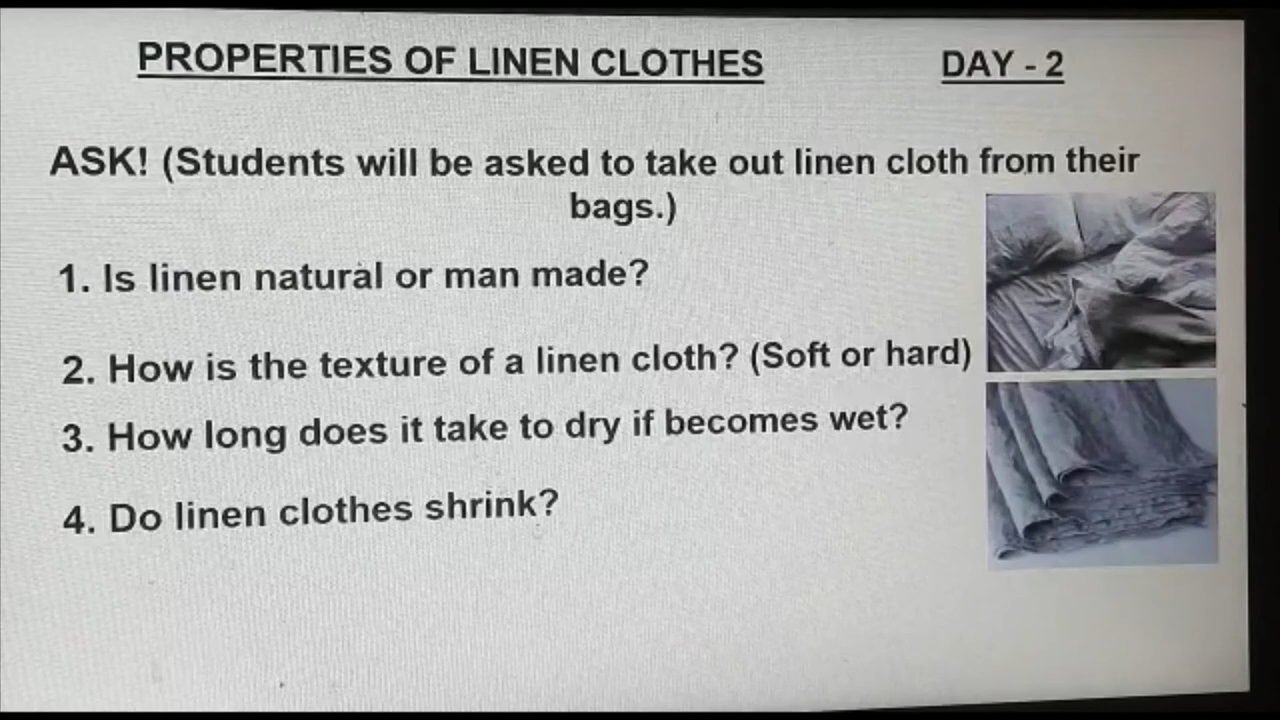 PROPERTIES OF LINEN CLOTHES DAY - 2
ASK! (Students will be asked to take out linen cloth from their
bags.)
1. Is linen natural or man made?
2. How is the texture of a linen cloth? (Soft or hard)
3. How long does it take to dry if becomes wet?
4. Do linen clothes shrink?